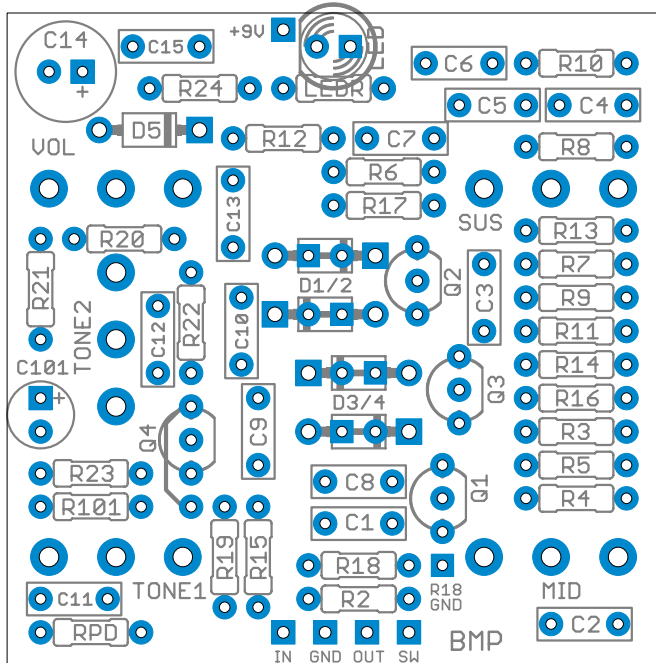 +9V
LED
C14
C15
C6
R10
+
R24
LEDR
C5
C4
D5
R12
C7
R8
VOL
R6
C13
R17
SUS
R20
R13
R21
D1/2
Q2
C3
R7
R9
TONE2
C12
R22
C10
R11
R14
C101
+
D3/4
Q3
R16
Q4
C9
R3
R23
C8
Q1
R5
R101
C1
R4
R19
R15
R18
TONE1
R18
GND
MID
C11
R2
RPD
C2
BMP
IN GND OUT SW